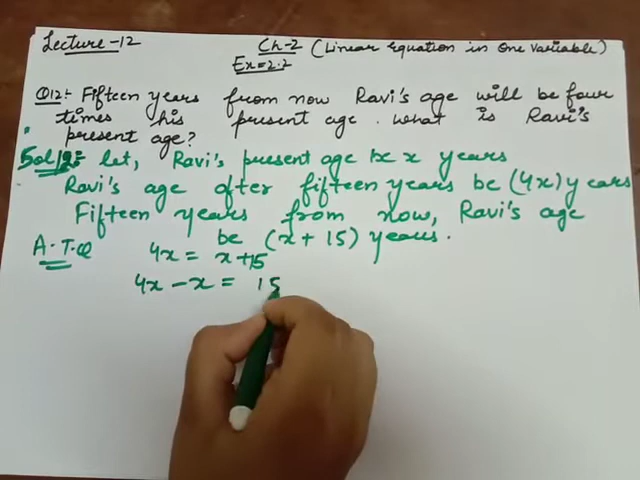 Lecture-12
Ch-2 (Linear Equation in One Variable)
Ex=2.2
Q12:- Fifteen years from now Ravi's age will be four
times his present age. what is Ravi's
present age?
Sol 12:- let, Ravi's present age be x years
Ravi's age after fifteen years be (4x) years
Fifteen years from now, Ravi's age
be (x + 15) years.
A.T.Q 4x = x+15
4x - x = 15